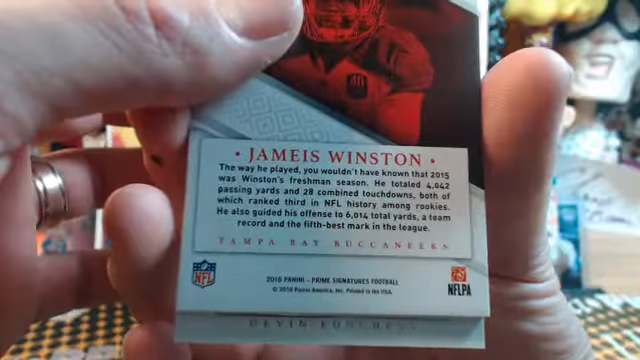 • JAMEIS WINSTON •
The way he played, you wouldn't have known that 2015
was Winston's freshman season. He totaled 4,042
passing yards and 28 combined touchdowns, both of
which ranked third in NFL history among rookies.
He also guided his offense to 6,014 total yards, a team
record and the fifth-best mark in the league.
TAMPA BAY BUCCANEERS
NFL
2016 PANINI - PRIME SIGNATURES FOOTBALL
© 2016 Panini America, Inc. Printed in the USA.
NFLPA
DEVIN FUNCHESS